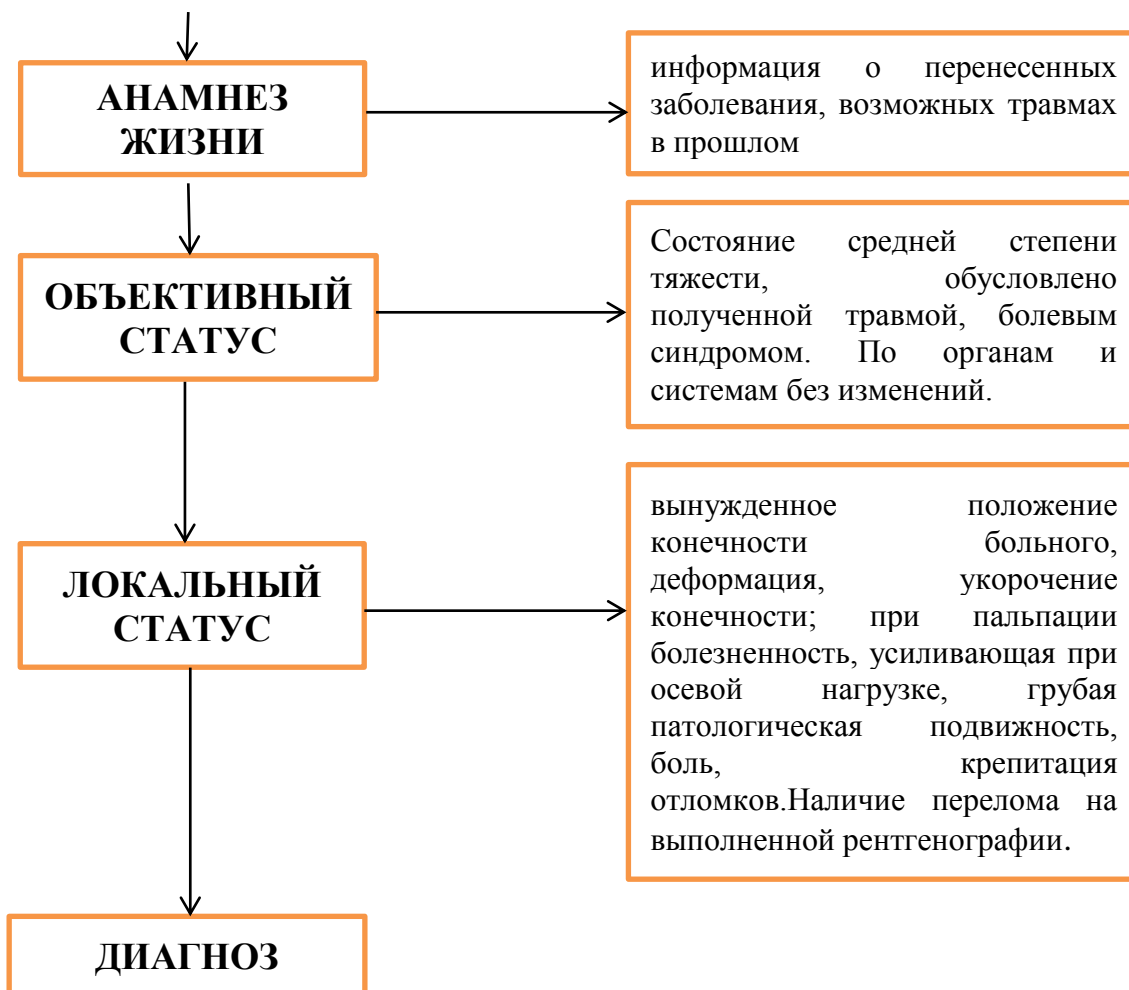 АНАМНЕЗ
ЖИЗНИ
информация о перенесенных
заболевания, возможных травмах
в прошлом
ОБЪЕКТИВНЫЙ
СТАТУС
Состояние средней степени
тяжести, обусловлено
полученной травмой, болевым
синдромом. По органам и
системам без изменений.
ЛОКАЛЬНЫЙ
СТАТУС
вынужденное положение
конечности больного,
деформация, укорочение
конечности; при пальпации
болезненность, усиливающая при
осевой нагрузке, грубая
патологическая подвижность,
боль, крепитация
отломков.Наличие перелома на
выполненной рентгенографии.
ДИАГНОЗ